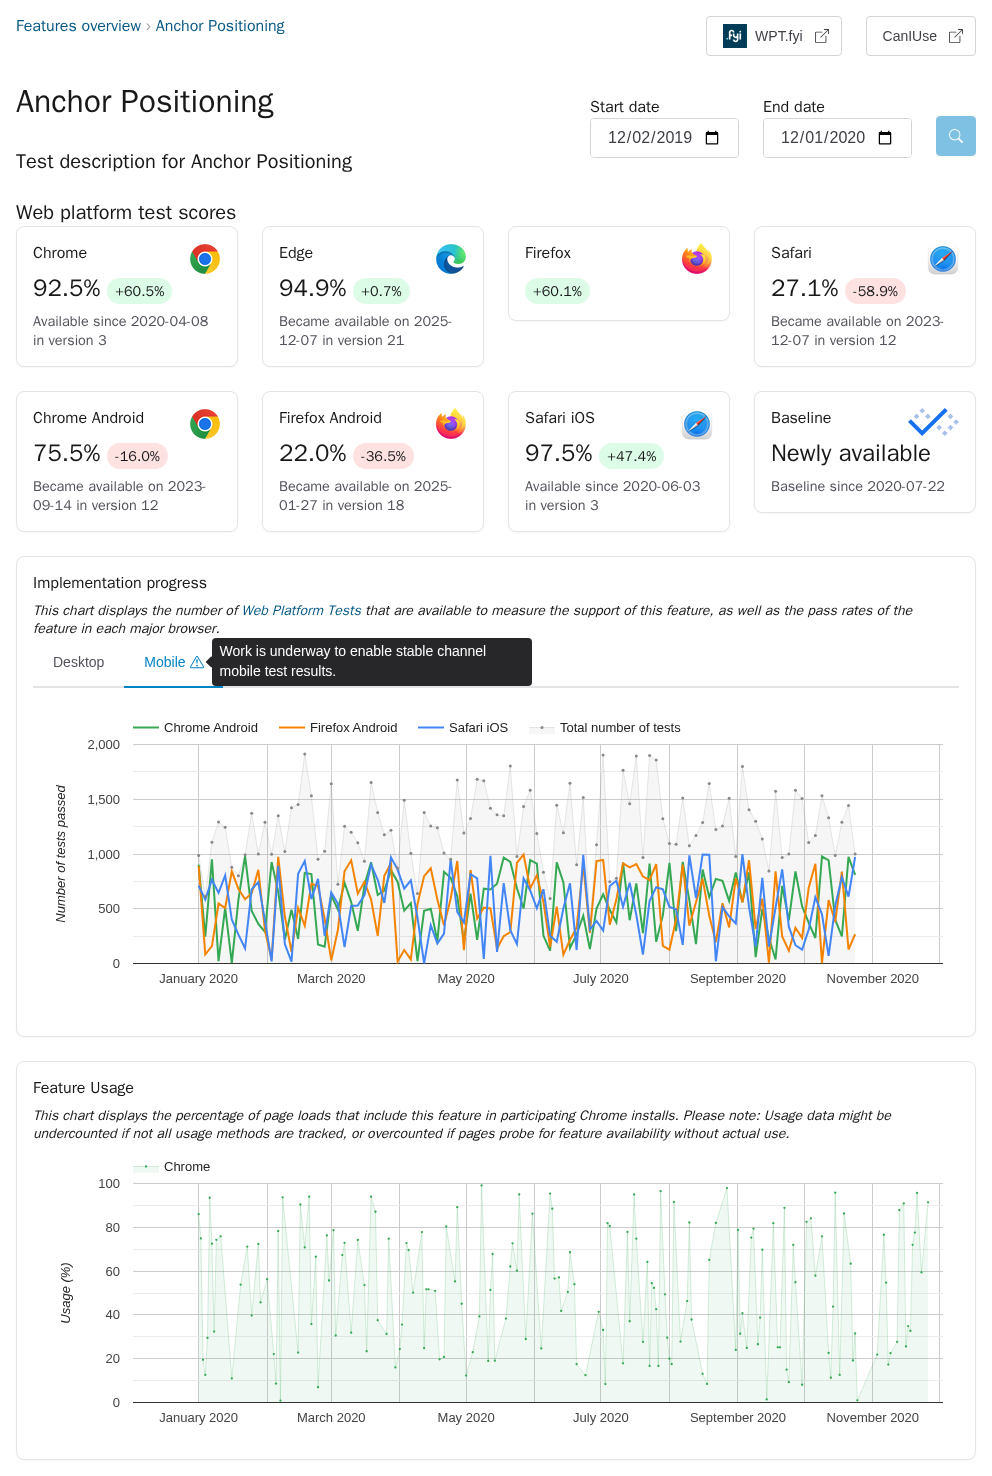 Features overview › Anchor Positioning
.fyi WPT.fyi
CanIUse
Anchor Positioning
Start date
End date
12/02/2019
12/01/2020
Test description for Anchor Positioning
Web platform test scores
Chrome
92.5% +60.5%
Available since 2020-04-08
in version 3
Edge
94.9% +0.7%
Became available on 2025-
12-07 in version 21
Firefox
+60.1%
Safari
27.1% -58.9%
Became available on 2023-
12-07 in version 12
Chrome Android
75.5% -16.0%
Became available on 2023-
09-14 in version 12
Firefox Android
22.0% -36.5%
Became available on 2025-
01-27 in version 18
Safari iOS
97.5% +47.4%
Available since 2020-06-03
in version 3
Baseline
Newly available
Baseline since 2020-07-22
Implementation progress
This chart displays the number of Web Platform Tests that are available to measure the support of this feature, as well as the pass rates of the
feature in each major browser.
Desktop
Mobile
Work is underway to enable stable channel
mobile test results.
Chrome Android
Firefox Android
Safari iOS
Total number of tests
Number of tests passed
2,000
1,500
1,000
500
0
January 2020
March 2020
May 2020
July 2020
September 2020
November 2020
Feature Usage
This chart displays the percentage of page loads that include this feature in participating Chrome installs. Please note: Usage data might be
undercounted if not all usage methods are tracked, or overcounted if pages probe for feature availability without actual use.
Chrome
Usage (%)
100
80
60
40
20
0
January 2020
March 2020
May 2020
July 2020
September 2020
November 2020